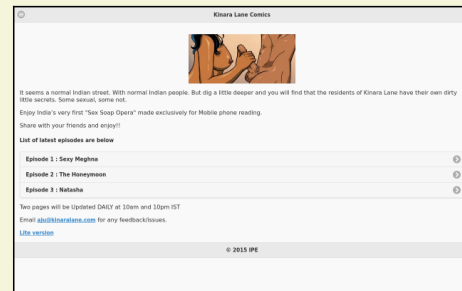 Kinara Lane Comics
It seems a normal Indian street. With normal Indian people. But dig a little deeper and you will find that the residents of Kinara Lane have their own dirty
little secrets. Some sexual, some not.
Enjoy India's very first "Sex Soap Opera" made exclusively for Mobile phone reading.
Share with your friends and enjoy!!
List of latest episodes are below
Episode 1 : Sexy Meghna
Episode 2 : The Honeymoon
Episode 3 : Natasha
Two pages will be Updated DAILY at 10am and 10pm IST
Email aju@kinaralane.com for any feedback/issues.
Lite version
© 2015 IPE